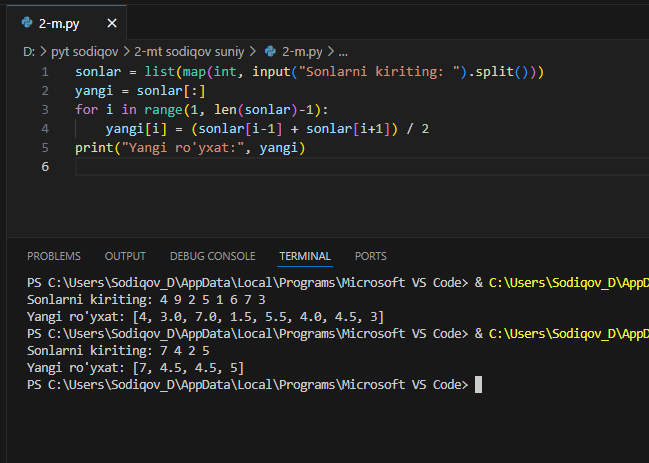 2-m.py
D: > pyt sodiqov > 2-mt sodiqov suniy > 2-m.py > ...
1 sonlar = list(map(int, input("Sonlarni kiriting: ").split()))
2 yangi = sonlar[:]
3 for i in range(1, len(sonlar)-1):
4     yangi[i] = (sonlar[i-1] + sonlar[i+1]) / 2
5 print("Yangi ro'yxat:", yangi)
6
PROBLEMS OUTPUT DEBUG CONSOLE TERMINAL PORTS
PS C:\Users\Sodiqov_D\AppData\Local\Programs\Microsoft VS Code> & C:\Users\Sodiqov_D\AppD
Sonlarni kiriting: 4 9 2 5 1 6 7 3
Yangi ro'yxat: [4, 3.0, 7.0, 1.5, 5.5, 4.0, 4.5, 3]
PS C:\Users\Sodiqov_D\AppData\Local\Programs\Microsoft VS Code> & C:\Users\Sodiqov_D\AppD
Sonlarni kiriting: 7 4 2 5
Yangi ro'yxat: [7, 4.5, 4.5, 5]
PS C:\Users\Sodiqov_D\AppData\Local\Programs\Microsoft VS Code>